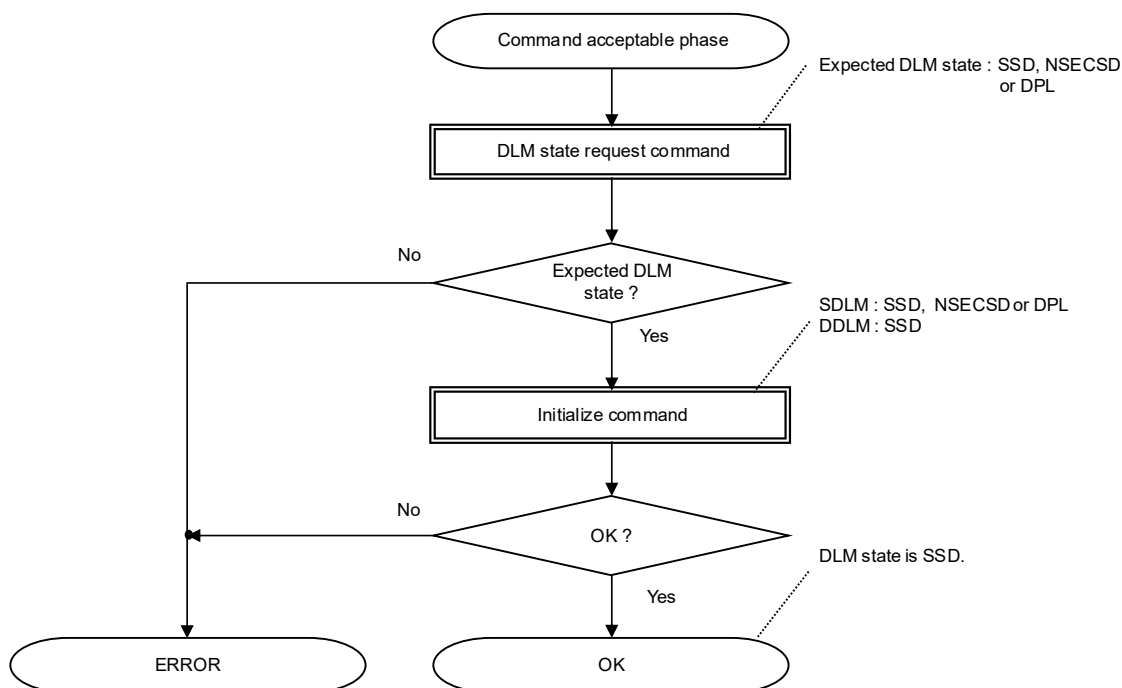 Command acceptable phase
Expected DLM state : SSD, NSECSD
or DPL
DLM state request command
No
Expected DLM
state ?
SDLM : SSD, NSECSD or DPL
DDLM : SSD
Yes
Initialize command
No
OK ?
DLM state is SSD.
Yes
ERROR
OK